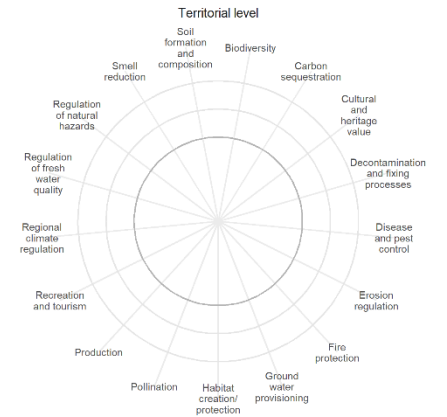 Territorial level
Soil
formation
and
composition
Biodiversity
Carbon
sequestration
Cultural
and
heritage
value
Decontamination
and fixing
processes
Disease
and pest
control
Erosion
regulation
Fire
protection
Ground
water
provisioning
Habitat
creation/
protection
Pollination
Production
Recreation
and tourism
Regional
climate
regulation
Regulation
of fresh
water
quality
Regulation
of natural
hazards
Smell
reduction